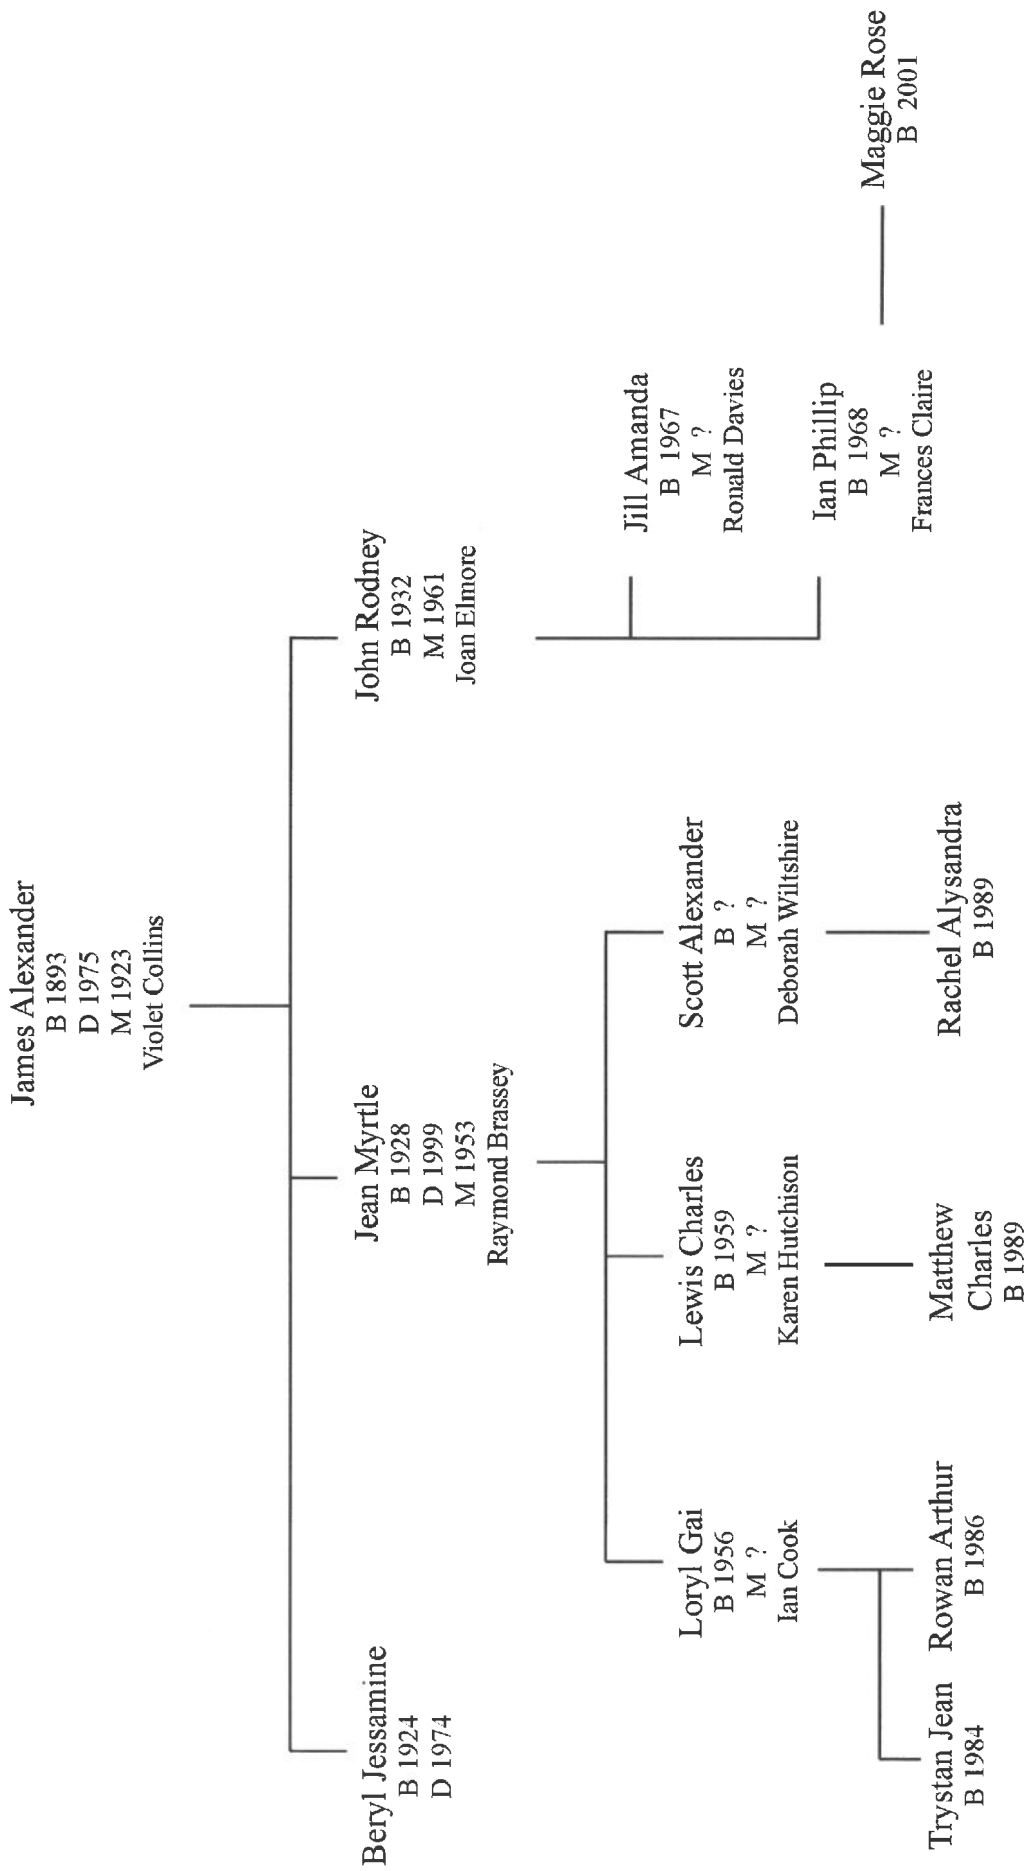 James Alexander
B 1893
D 1975
M 1923
Violet Collins
Beryl Jessamine
B 1924
D 1974
Jean Myrtle
B 1928
D 1999
M 1953
Raymond Brassey
John Rodney
B 1932
M 1961
Joan Elmore
Loryl Gai
B 1956
M ?
Ian Cook
Lewis Charles
B 1959
M ?
Karen Hutchison
Scott Alexander
B ?
M ?
Deborah Wiltshire
Jill Amanda
B 1967
M ?
Ronald Davies
Ian Phillip
B 1968
M ?
Frances Claire
Maggie Rose
B 2001
Trystan Jean
B 1984
Rowan Arthur
B 1986
Matthew
Charles
B 1989
Rachel Alysandra
B 1989